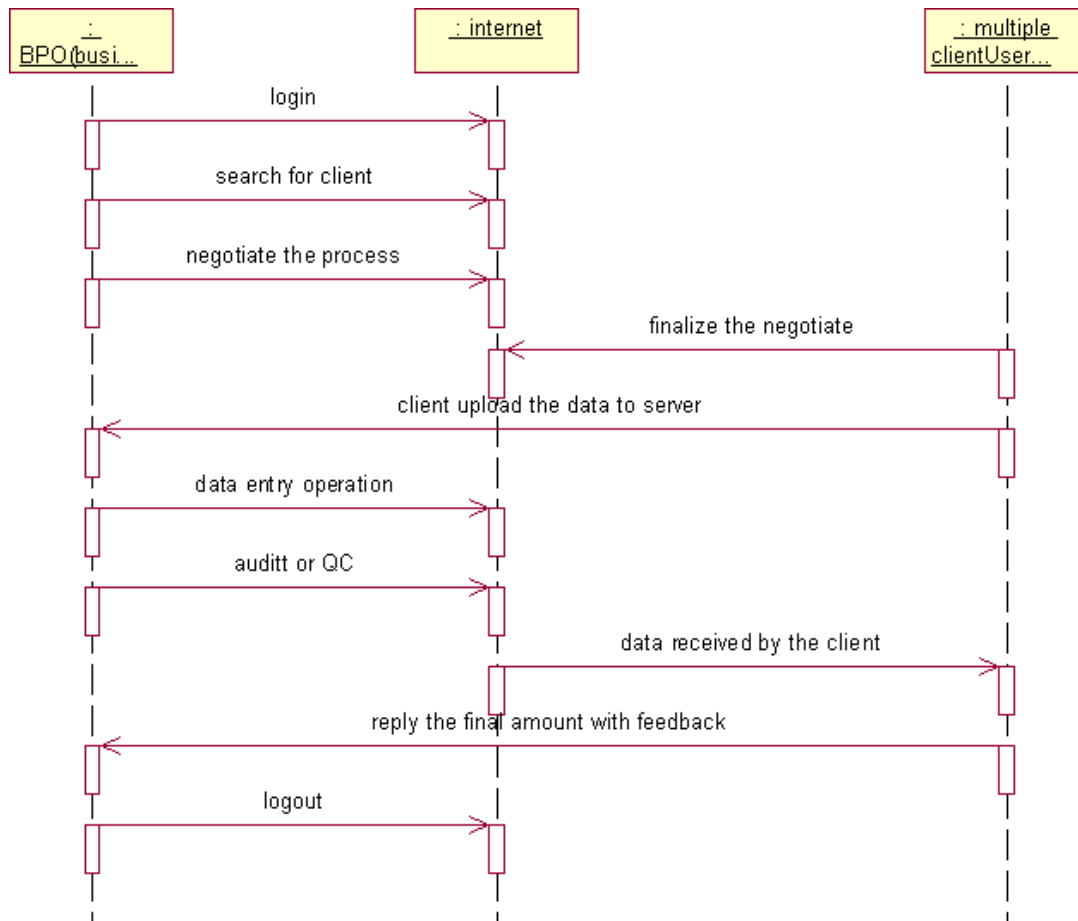 :
BPO(busi...
: internet
: multiple
clientUser...
login
search for client
negotiate the process
finalize the negotiate
client upload the data to server
data entry operation
auditt or QC
data received by the client
reply the final amount with feedback
logout